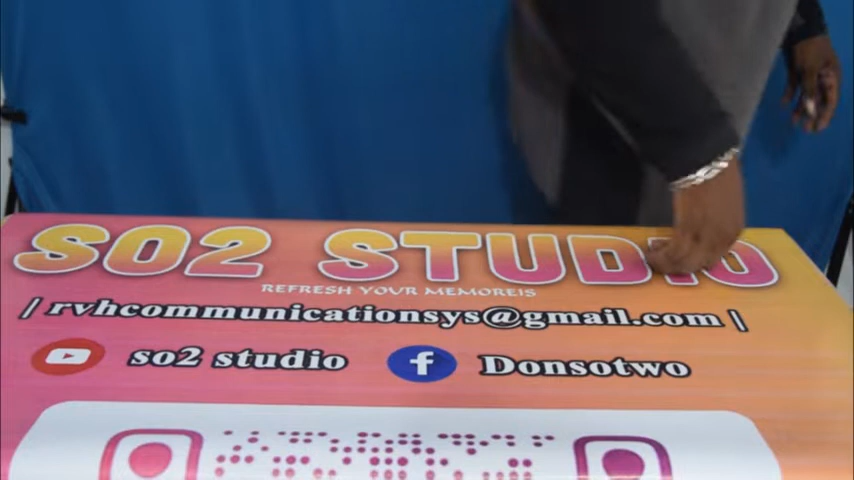 SO2 STUDIO
REFRESH YOUR MEMOREIS
| rvhcommunicationsys@gmail.com |
so2 studio
Donsotwo